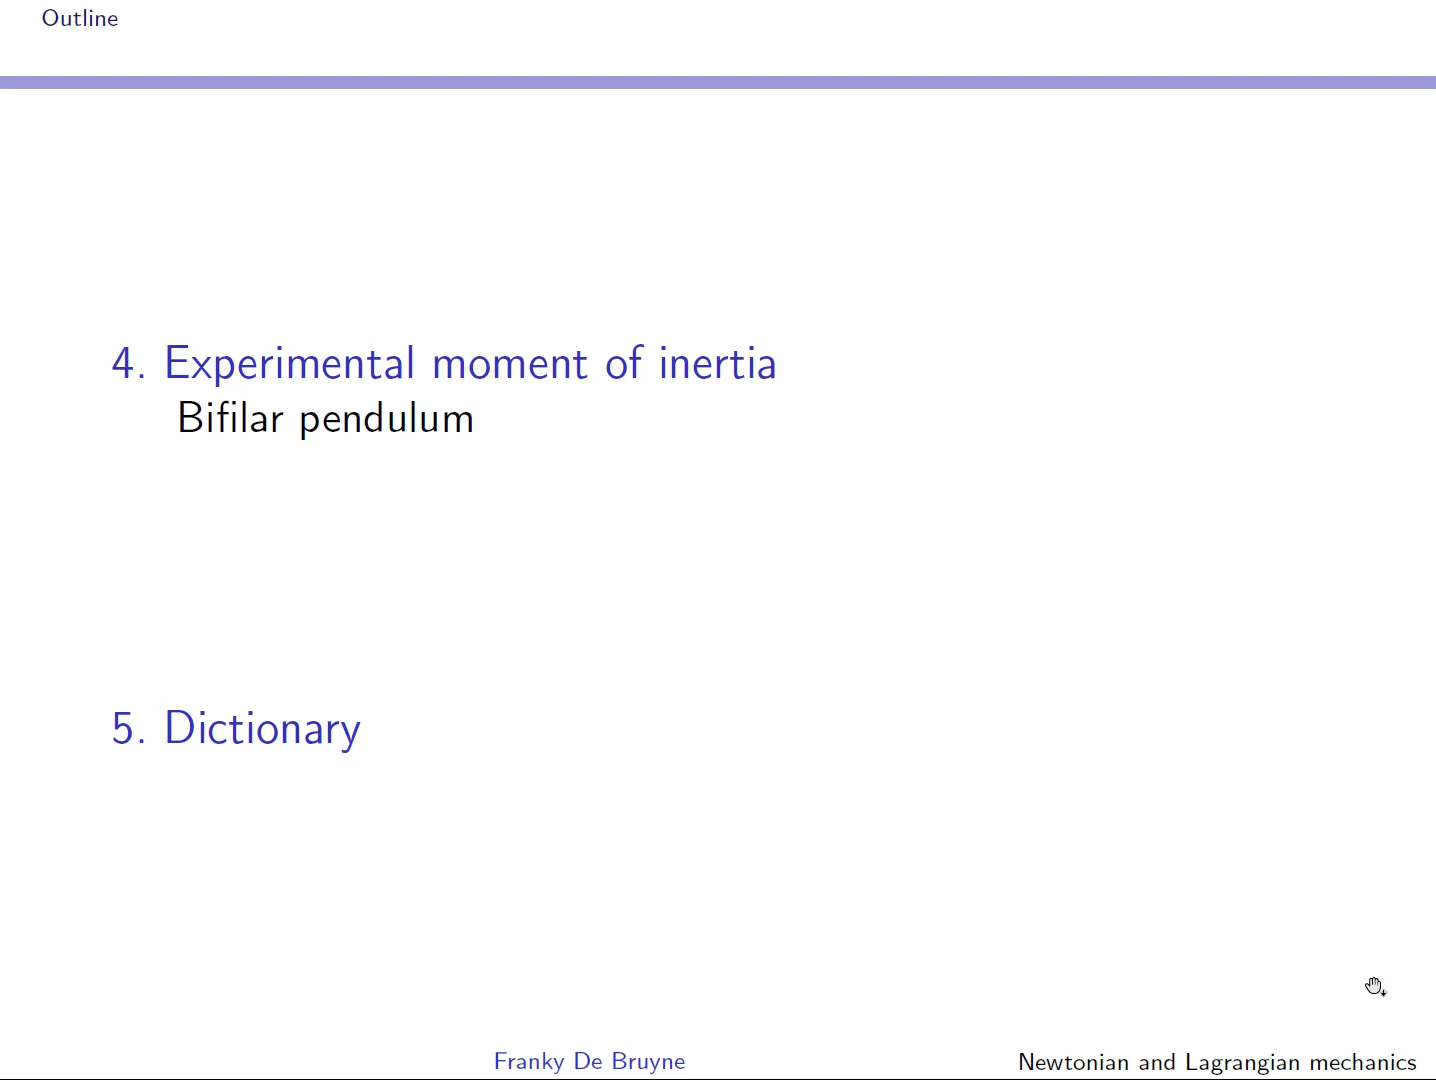 Outline
4. Experimental moment of inertia
Bifilar pendulum
5. Dictionary
Franky De Bruyne
Newtonian and Lagrangian mechanics